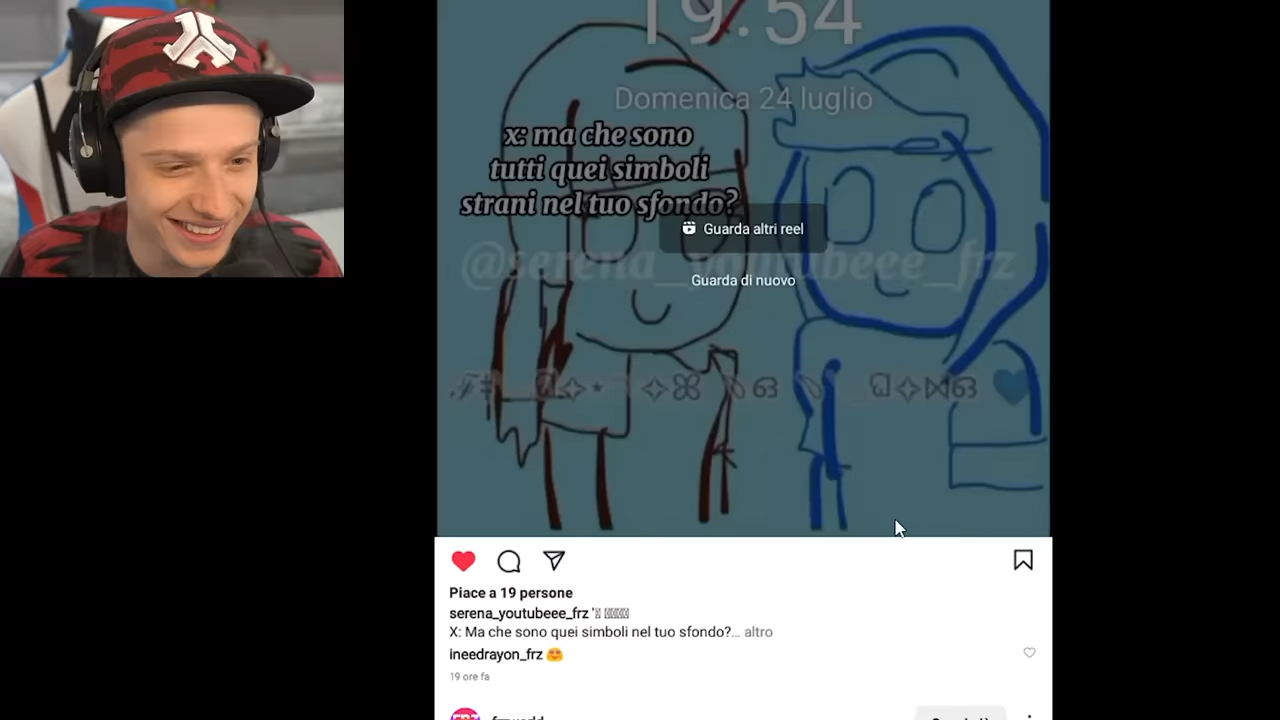 19:54
Domenica 24 luglio
x: ma che sono
tutti quei simboli
strani nel tuo sfondo?
Guarda altri reel
@serena_youtubeee_frz
Guarda di nuovo
Piace a 19 persone
serena_youtubeee_frz
X: Ma che sono quei simboli nel tuo sfondo?... altro
ineedrayon_frz 😍
19 ore fa